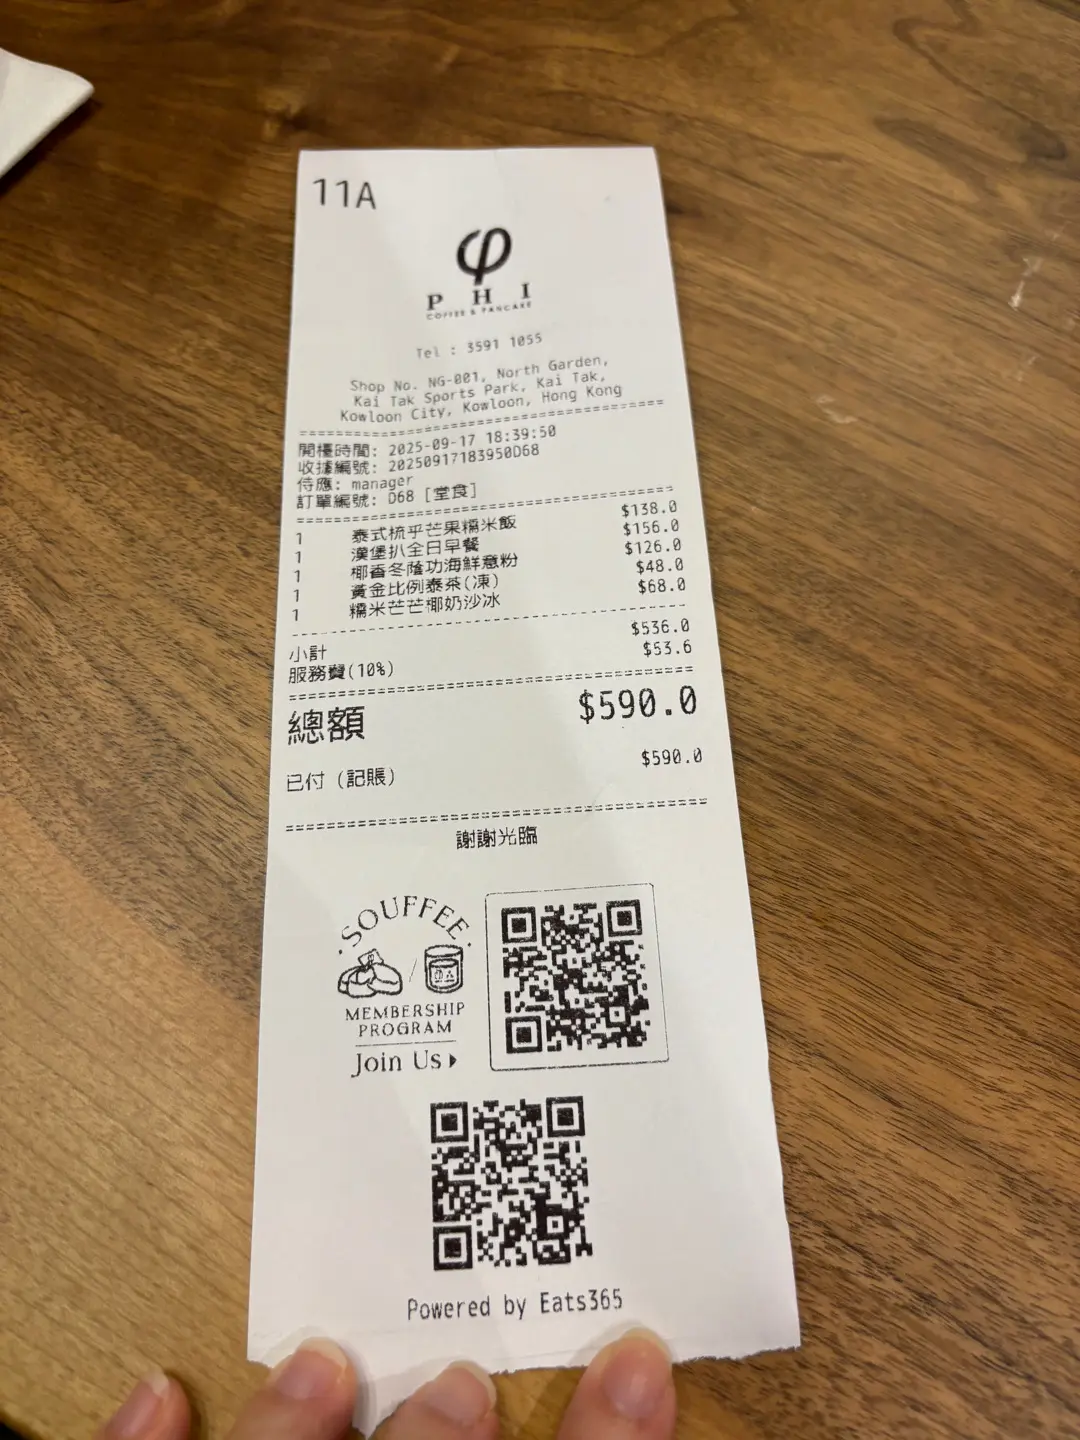 11A
φ
PHI
COFFEE & PANCAKE
Tel : 3591 1055
Shop No. NG-001, North Garden,
Kai Tak Sports Park, Kai Tak,
Kowloon City, Kowloon, Hong Kong
開檯時間: 2025-09-17 18:39:50
收據編號: 20250917183950D68
侍應: manager
訂單編號: D68 [堂食]
1 泰式梳乎芒果糯米飯 $138.0
1 漢堡扒全日早餐 $156.0
1 椰香冬蔭功海鮮意粉 $126.0
1 黃金比例泰茶(凍) $48.0
1 糯米芒芒椰奶沙冰 $68.0
小計 $536.0
服務費(10%) $53.6
總額 $590.0
已付 (記賬) $590.0
謝謝光臨
SOUFFEE
MEMBERSHIP
PROGRAM
Join Us
Powered by Eats365